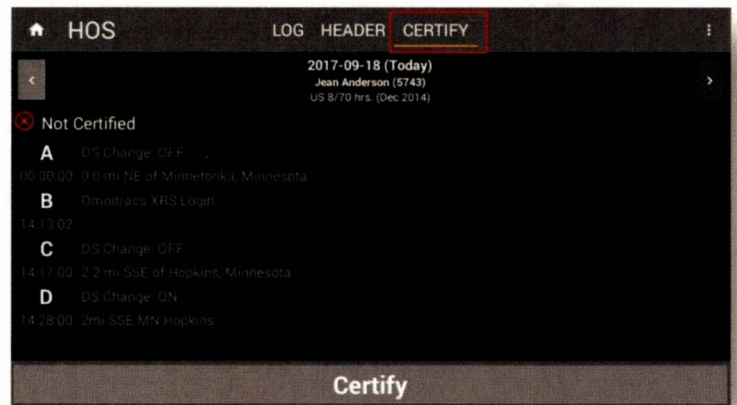 HOS LOG HEADER CERTIFY
2017-09-18 (Today)
Jean Anderson (5743)
US 8/70 hrs. (Dec 2014)
Not Certified
A DS Change: OFF
00:00:00 0.0 mi NE of Minnetonka, Minnesota
B Omnitracs XRS Login
14:13:02
C DS Change: OFF
14:17:00 2.2 mi SSE of Hopkins, Minnesota
D DS Change: ON
14:28:00 2mi SSE MN Hopkins
Certify